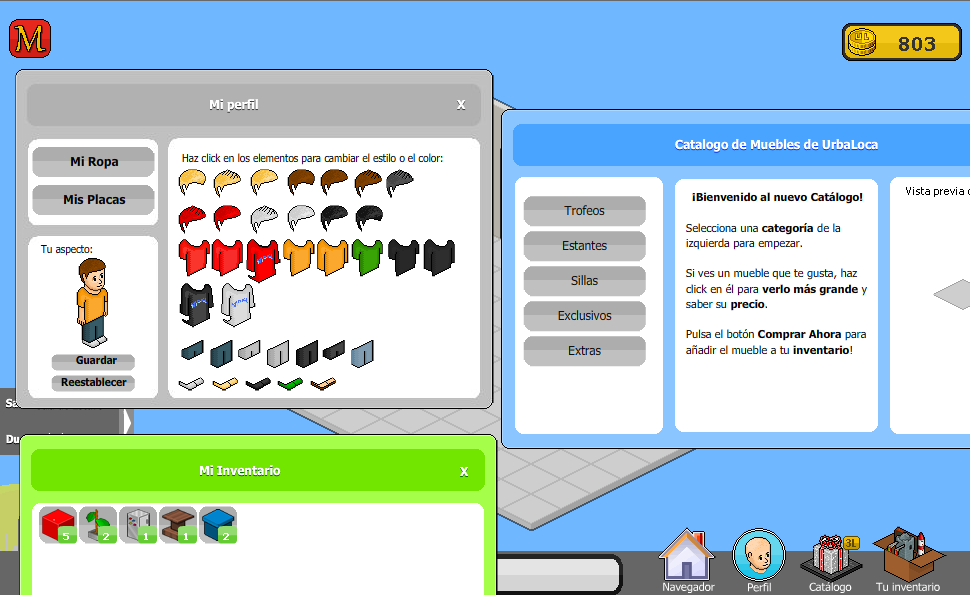 M
803
Mi perfil
X
Mi Ropa
Mis Placas
Haz click en los elementos para cambiar el estilo o el color:
Tu aspecto:
Guardar
Reestablecer
Catalogo de Muebles de UrbaLoca
Trofeos
Estantes
Sillas
Exclusivos
Extras
¡Bienvenido al nuevo Catálogo!
Selecciona una categoría de la
izquierda para empezar.
Si ves un mueble que te gusta, haz
click en él para verlo más grande y
saber su precio.
Pulsa el botón Comprar Ahora para
añadir el mueble a tu inventario!
Vista previa
Mi Inventario
X
5
2
1
1
2
3L
Navegador
Perfil
Catálogo
Tu inventario